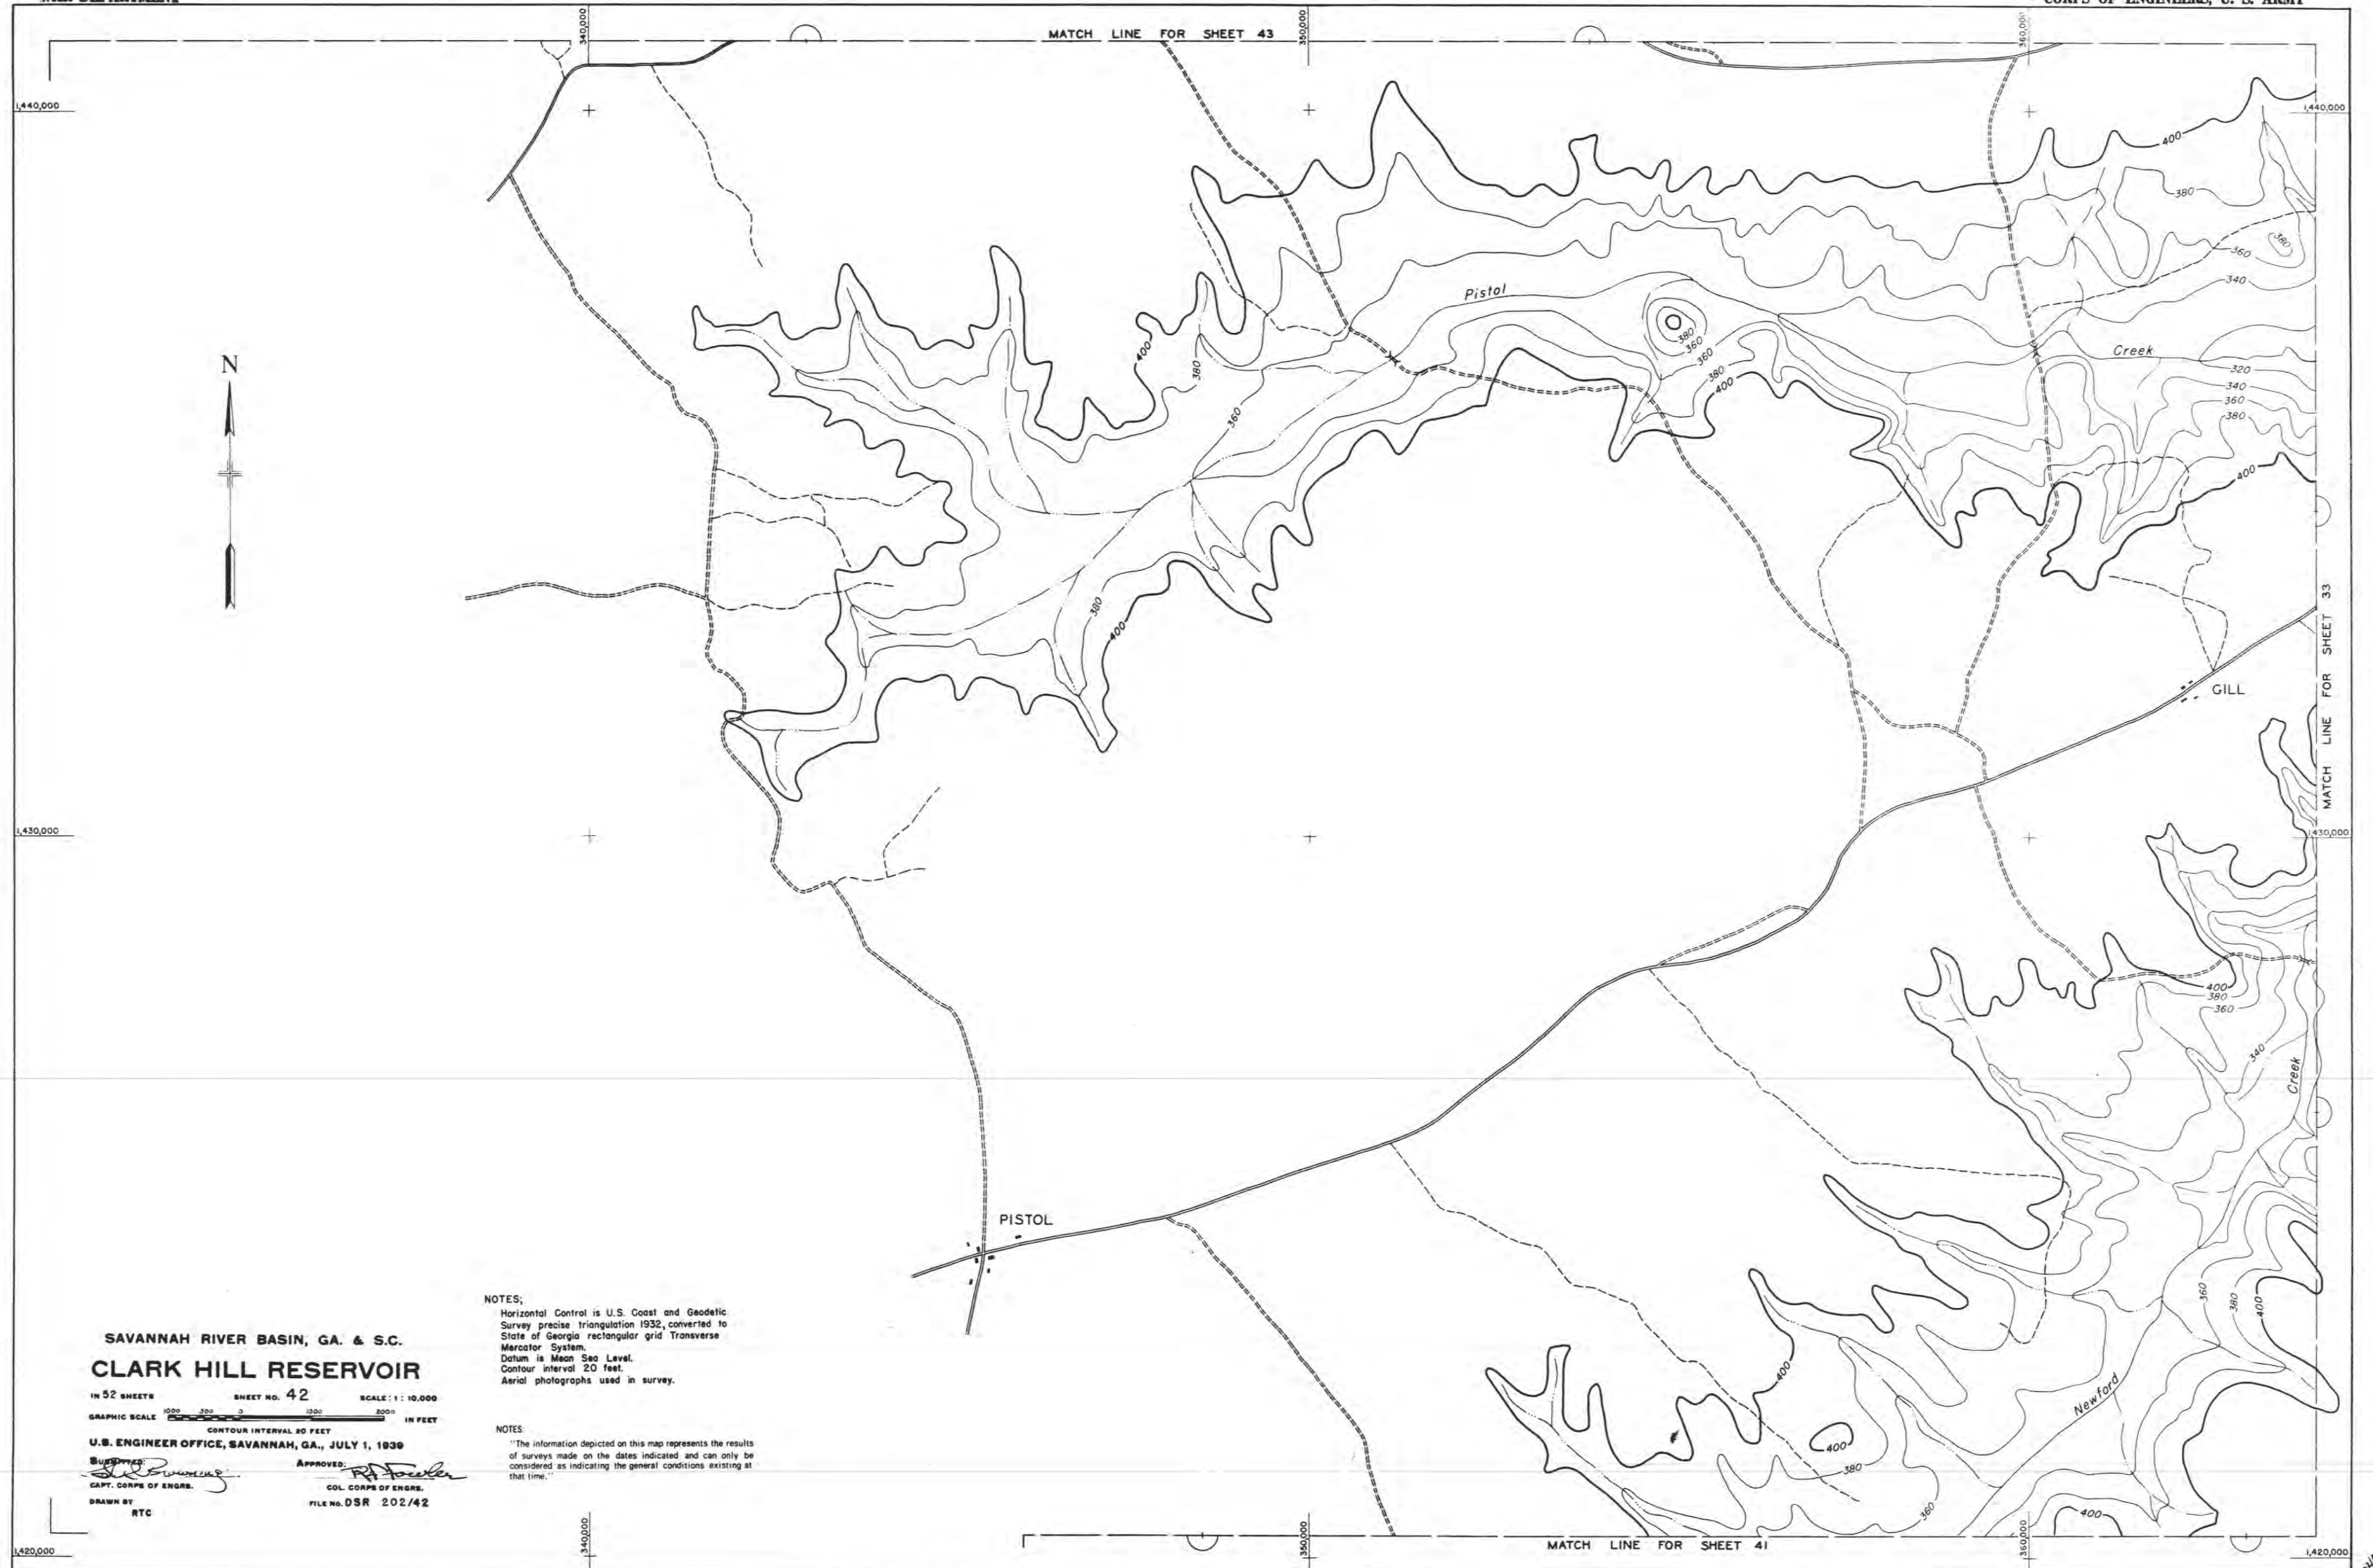 CORPS OF ENGINEERS, U. S. ARMY
340,000
MATCH LINE FOR SHEET 43
350,000
360,000
1,440,000
1,440,000
400
380
380
360
340
Pistol
Creek
380
360
360
380
400
320
340
360
380
400
400
380
360
N
380
400
MATCH LINE FOR SHEET 33
GILL
1,430,000
1,430,000
400
380
360
340
Creek
PISTOL
360
380
400
400
Newford
400
380
360
400
NOTES;
Horizontal Control is U.S. Coast and Geodetic
Survey precise triangulation 1932, converted to
State of Georgia rectangular grid Transverse
Mercator System.
Datum is Mean Sea Level.
Contour interval 20 feet.
Aerial photographs used in survey.
NOTES:
"The information depicted on this map represents the results
of surveys made on the dates indicated and can only be
considered as indicating the general conditions existing at
that time."
SAVANNAH RIVER BASIN, GA. & S.C.
CLARK HILL RESERVOIR
IN 52 SHEETS SHEET NO. 42 SCALE: 1 : 10,000
GRAPHIC SCALE 1000 500 0 1000 2000 IN FEET
CONTOUR INTERVAL 20 FEET
U.S. ENGINEER OFFICE, SAVANNAH, GA., JULY 1, 1939
SUBMITTED: APPROVED:
CAPT. CORPS OF ENGRS. COL. CORPS OF ENGRS.
DRAWN BY FILE NO. DSR 202/42
RTC
340,000
350,000
MATCH LINE FOR SHEET 41
360,000
1,420,000
1,420,000